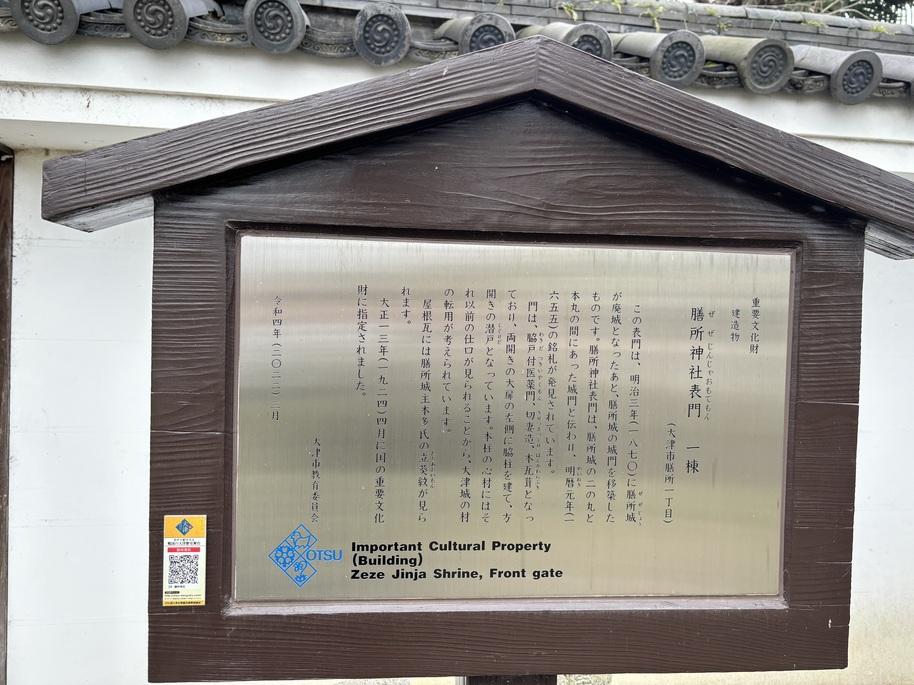 重要文化財
建造物
膳所神社表門　一棟
(大津市膳所一丁目)
この表門は、明治三年(一八七〇)に膳所城
が廃城となったあと、膳所城の城門を移築した
ものです。膳所神社表門は、膳所城の二の丸と
本丸の間にあった城門と伝わり、明暦元年(一
六五五)の銘札が発見されています。
門は、脇戸付医薬門、切妻造、本瓦葺となっ
ており、両開きの大扉の左側に脇柱を建て、片
開きの潜戸となっています。本柱の心材にはそ
れ以前の仕口が見られることから、大津城の材
の転用が考えられています。
屋根瓦には膳所城主本多氏の立葵紋が見ら
れます。
大正一三年(一九二四)四月に国の重要文化
財に指定されました。
大津市教育委員会
令和四年(二〇二二)三月
OTSU
Important Cultural Property
(Building)
Zeze Jinja Shrine, Front gate